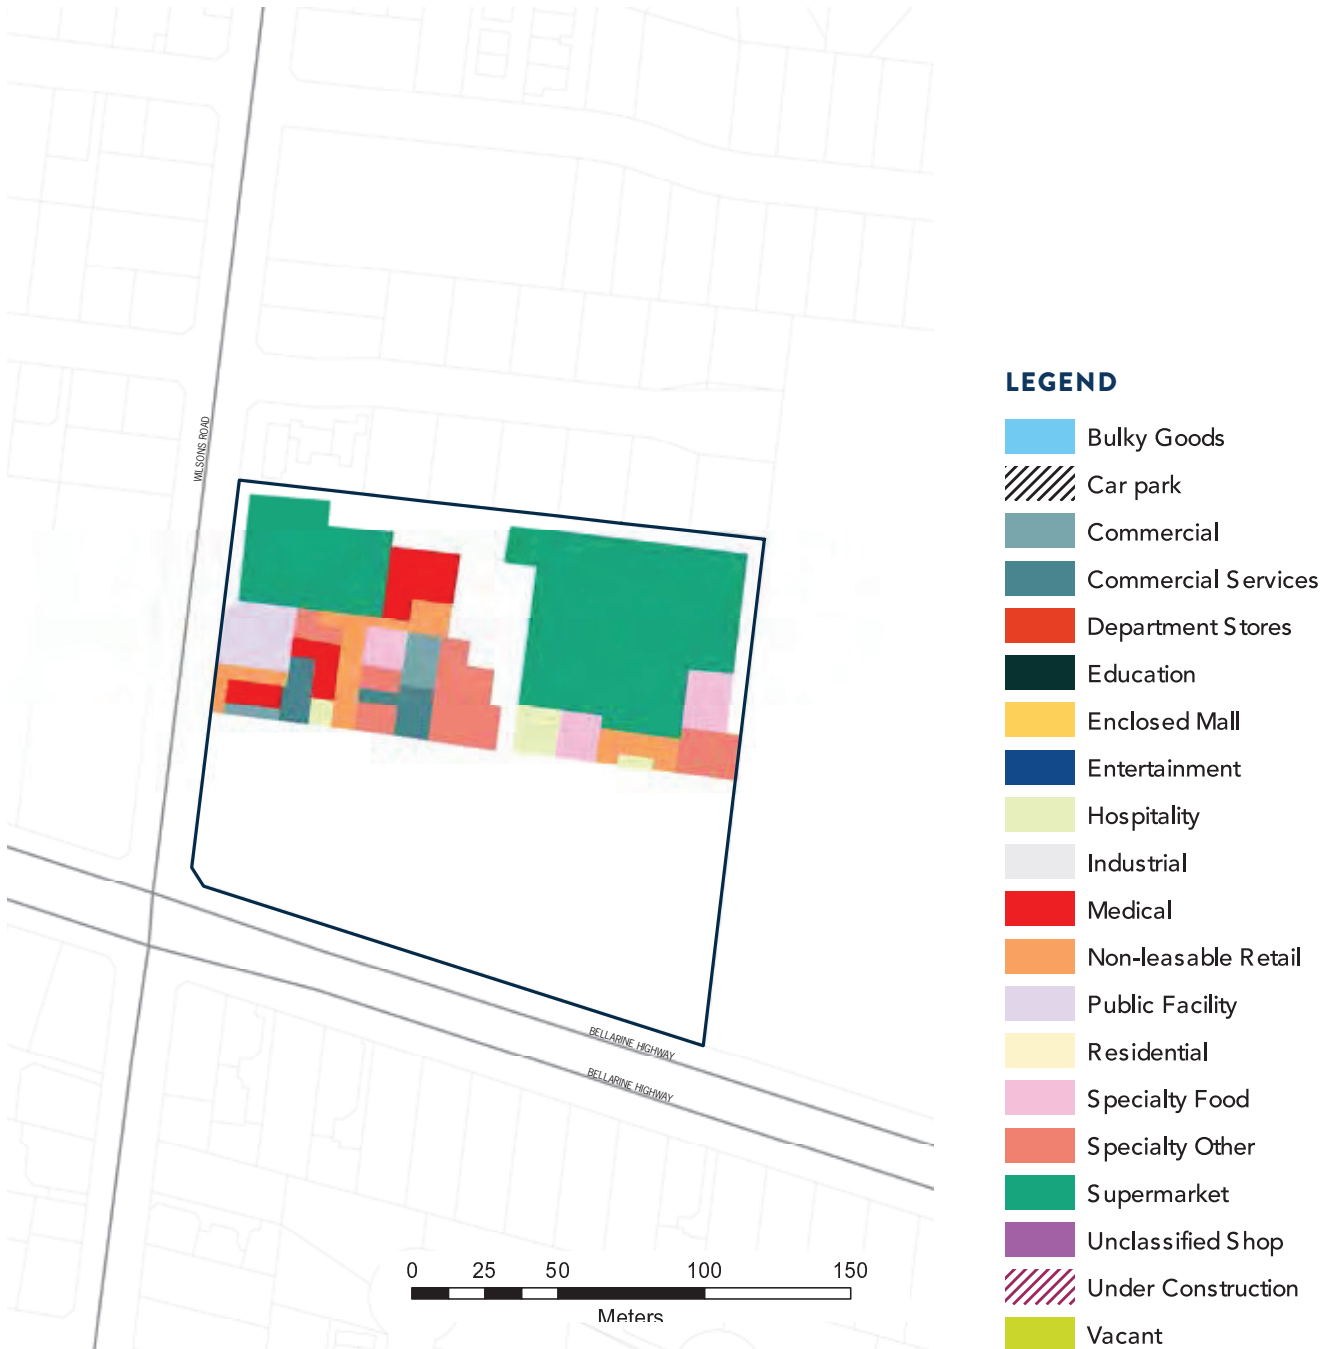 WILSONS ROAD
BELLARINE HIGHWAY
BELLARINE HIGHWAY
0 25 50 100 150
Meters
LEGEND
Bulky Goods
Car park
Commercial
Commercial Services
Department Stores
Education
Enclosed Mall
Entertainment
Hospitality
Industrial
Medical
Non-leasable Retail
Public Facility
Residential
Specialty Food
Specialty Other
Supermarket
Unclassified Shop
Under Construction
Vacant